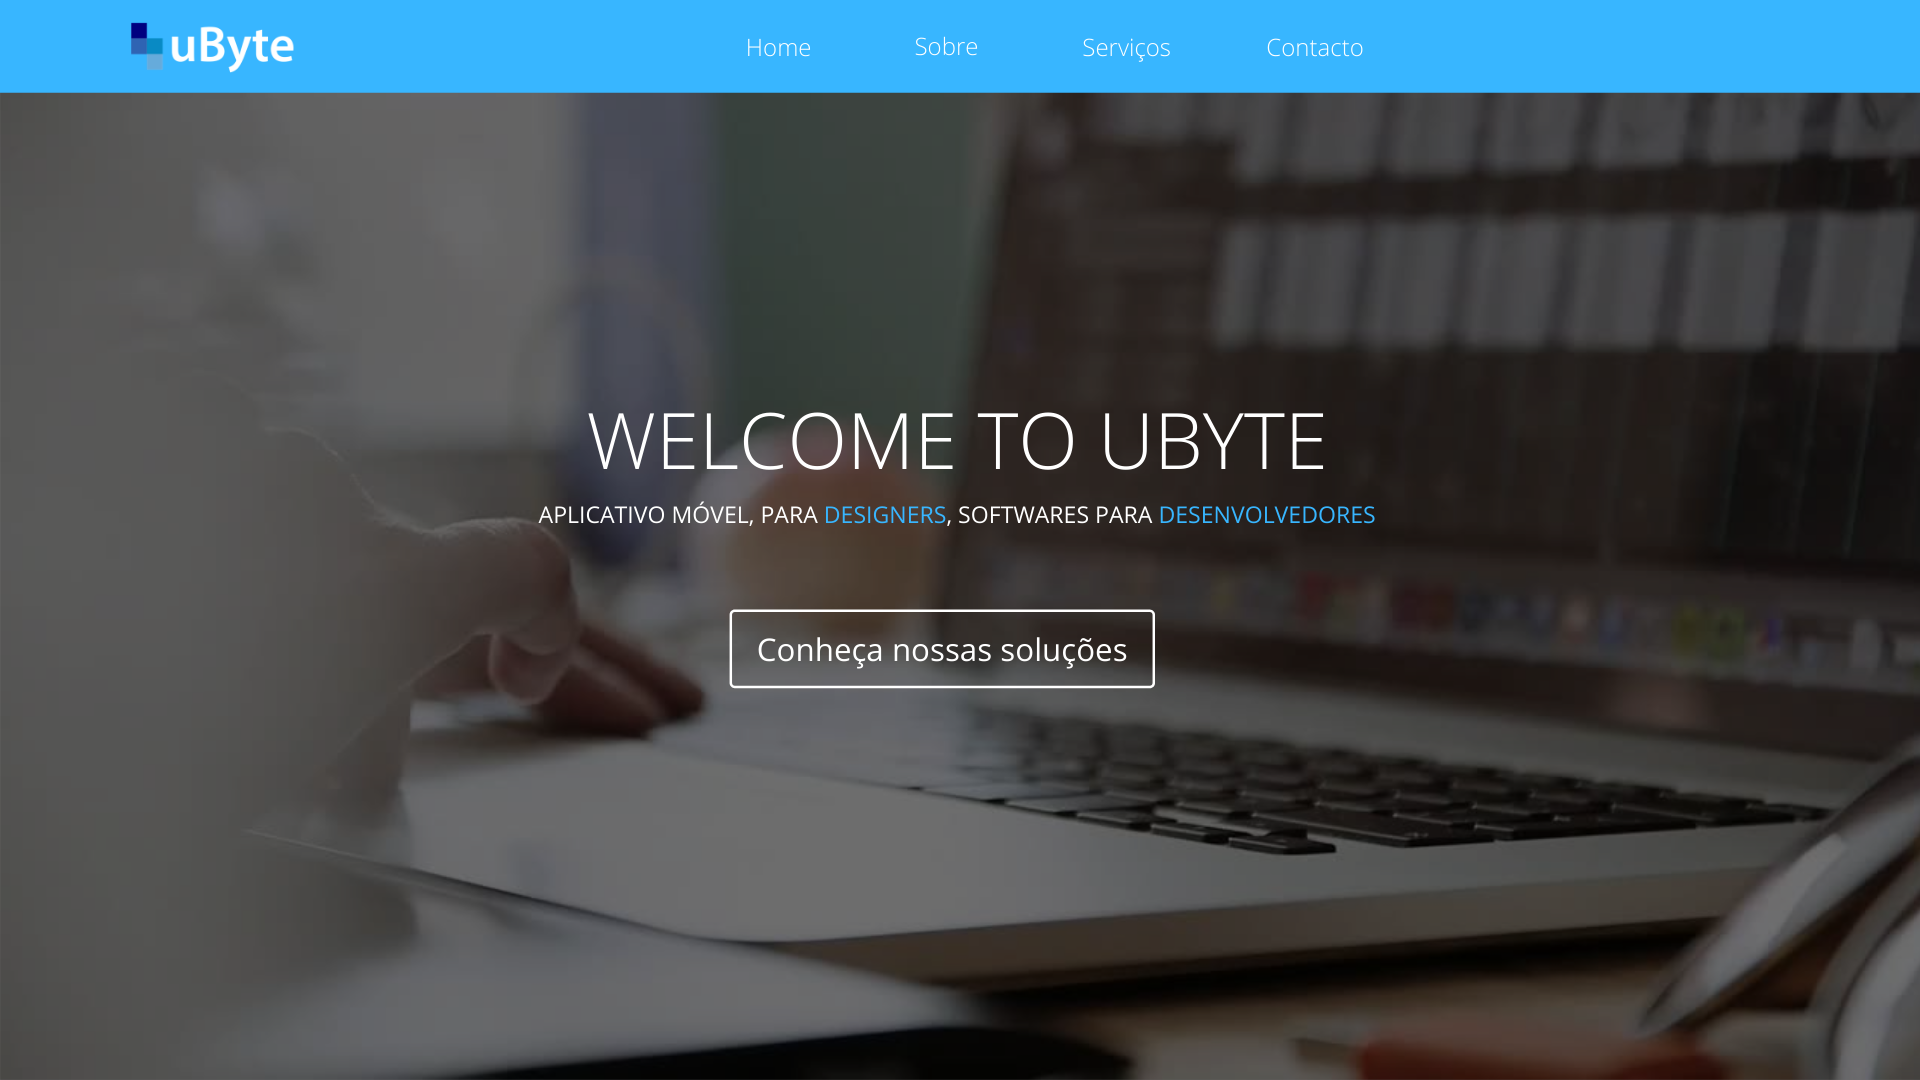 uByte
Home Sobre Serviços Contacto
WELCOME TO UBYTE
APLICATIVO MÓVEL, PARA DESIGNERS, SOFTWARES PARA DESENVOLVEDORES
Conheça nossas soluções